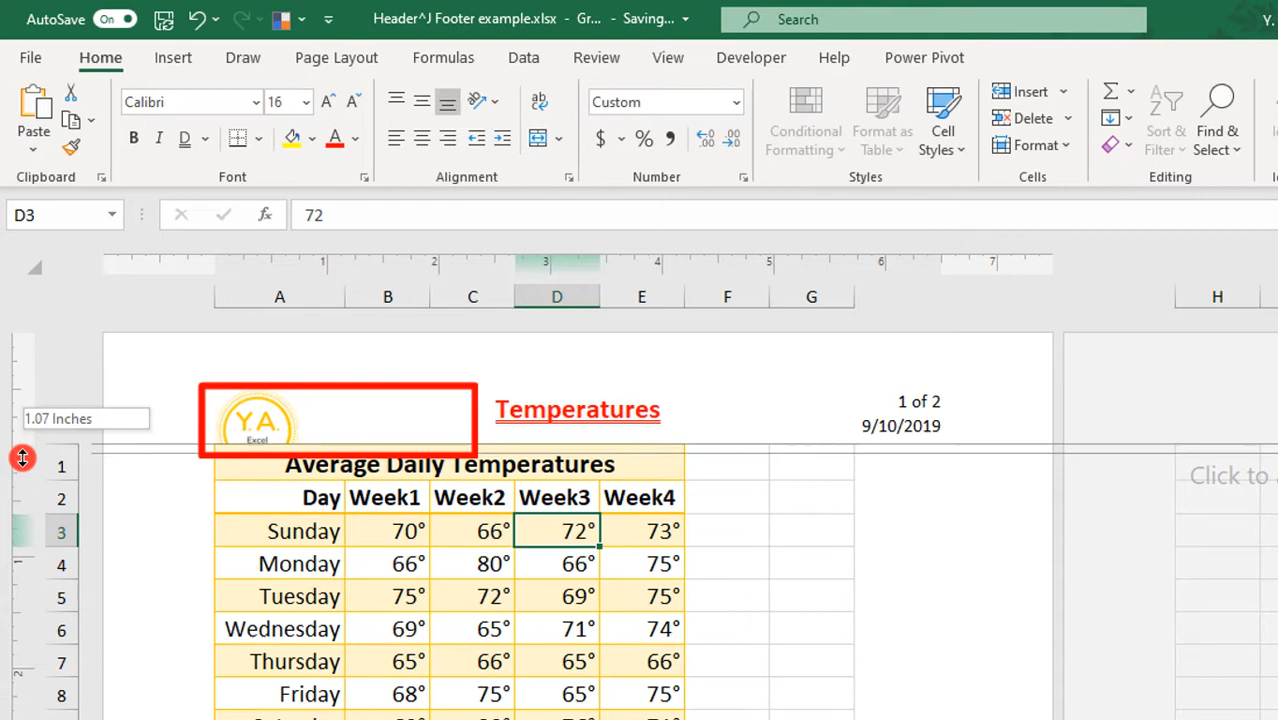 AutoSave On Header^J Footer example.xlsx - Gr... - Saving... Search Y.
File Home Insert Draw Page Layout Formulas Data Review View Developer Help Power Pivot
Paste
Calibri 16
B I D A
ab
Custom
$ % 9
Conditional Formatting
Format as Table
Cell Styles
Insert
Delete
Format
Sort & Filter
Find & Select
Clipboard Font Alignment Number Styles Cells Editing
D3 fx 72
1 2 3 4 5 6 7
A B C D E F G H
1.07 Inches
Y.A.
Excel
Temperatures
1 of 2
9/10/2019
1 Average Daily Temperatures
Click to
2 Day Week1 Week2 Week3 Week4
3 Sunday 70° 66° 72° 73°
4 Monday 66° 80° 66° 75°
5 Tuesday 75° 72° 69° 75°
6 Wednesday 69° 65° 71° 74°
7 Thursday 65° 66° 65° 66°
8 Friday 68° 75° 65° 75°